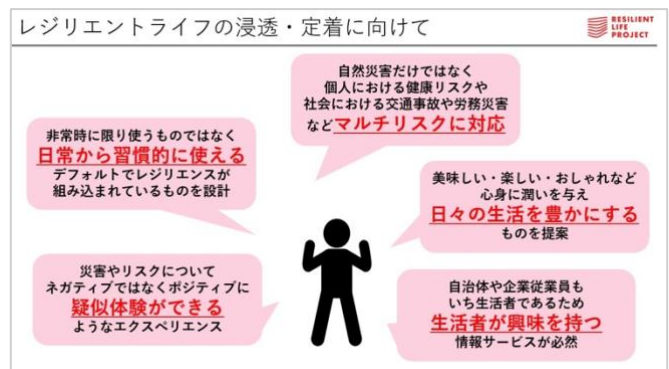 レジリエントライフの浸透・定着に向けて
RESILIENT
LIFE
PROJECT
自然災害だけではなく
個人における健康リスクや
社会における交通事故や労務災害
などマルチリスクに対応
非常時に限り使うものではなく
日常から習慣的に使える
デフォルトでレジリエンスが
組み込まれているものを設計
美味しい・楽しい・おしゃれなど
心身に潤いを与え
日々の生活を豊かにする
ものを提案
災害やリスクについて
ネガティブではなくポジティブに
疑似体験ができる
ようなエクスペリエンス
自治体や企業従業員も
いち生活者であるため
生活者が興味を持つ
情報サービスが必然